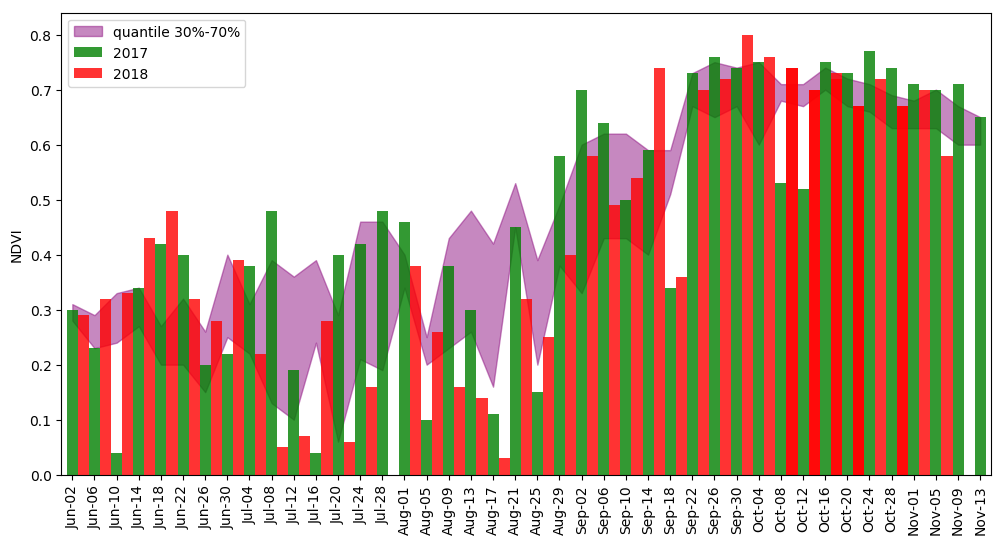 quantile 30%-70%
2017
2018
NDVI
0.8
0.7
0.6
0.5
0.4
0.3
0.2
0.1
0.0
Jun-02
Jun-06
Jun-10
Jun-14
Jun-18
Jun-22
Jun-26
Jun-30
Jul-04
Jul-08
Jul-12
Jul-16
Jul-20
Jul-24
Jul-28
Aug-01
Aug-05
Aug-09
Aug-13
Aug-17
Aug-21
Aug-25
Aug-29
Sep-02
Sep-06
Sep-10
Sep-14
Sep-18
Sep-22
Sep-26
Sep-30
Oct-04
Oct-08
Oct-12
Oct-16
Oct-20
Oct-24
Oct-28
Nov-01
Nov-05
Nov-09
Nov-13